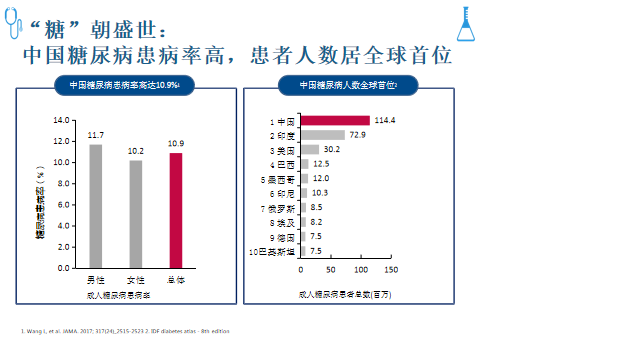 “糖”朝盛世：
中国糖尿病患病率高，患者人数居全球首位
中国糖尿病患病率高达10.9%¹
糖尿病患病率（%）
14.0
12.0
10.0
8.0
6.0
4.0
2.0
0.0
11.7
10.2
10.9
男性 女性 总体
成人糖尿病患病率
中国糖尿病人数全球首位²
1 中国 114.4
2 印度 72.9
3 美国 30.2
4 巴西 12.5
5 墨西哥 12.0
6 印尼 10.3
7 俄罗斯 8.5
8 埃及 8.2
9 德国 7.5
10巴基斯坦 7.5
0 50 100 150
成人糖尿病患者总数(百万)
1. Wang L, et al. JAMA. 2017; 317(24),2515-2523 2. IDF diabetes atlas - 8th edition